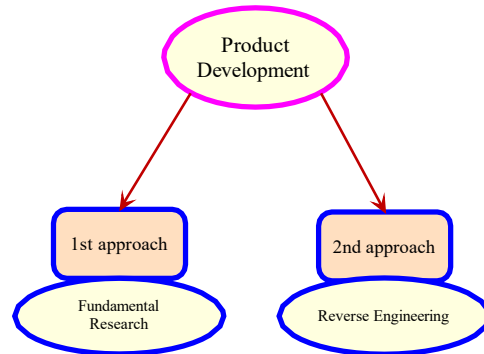 Product
Development
1st approach
2nd approach
Fundamental
Research
Reverse Engineering